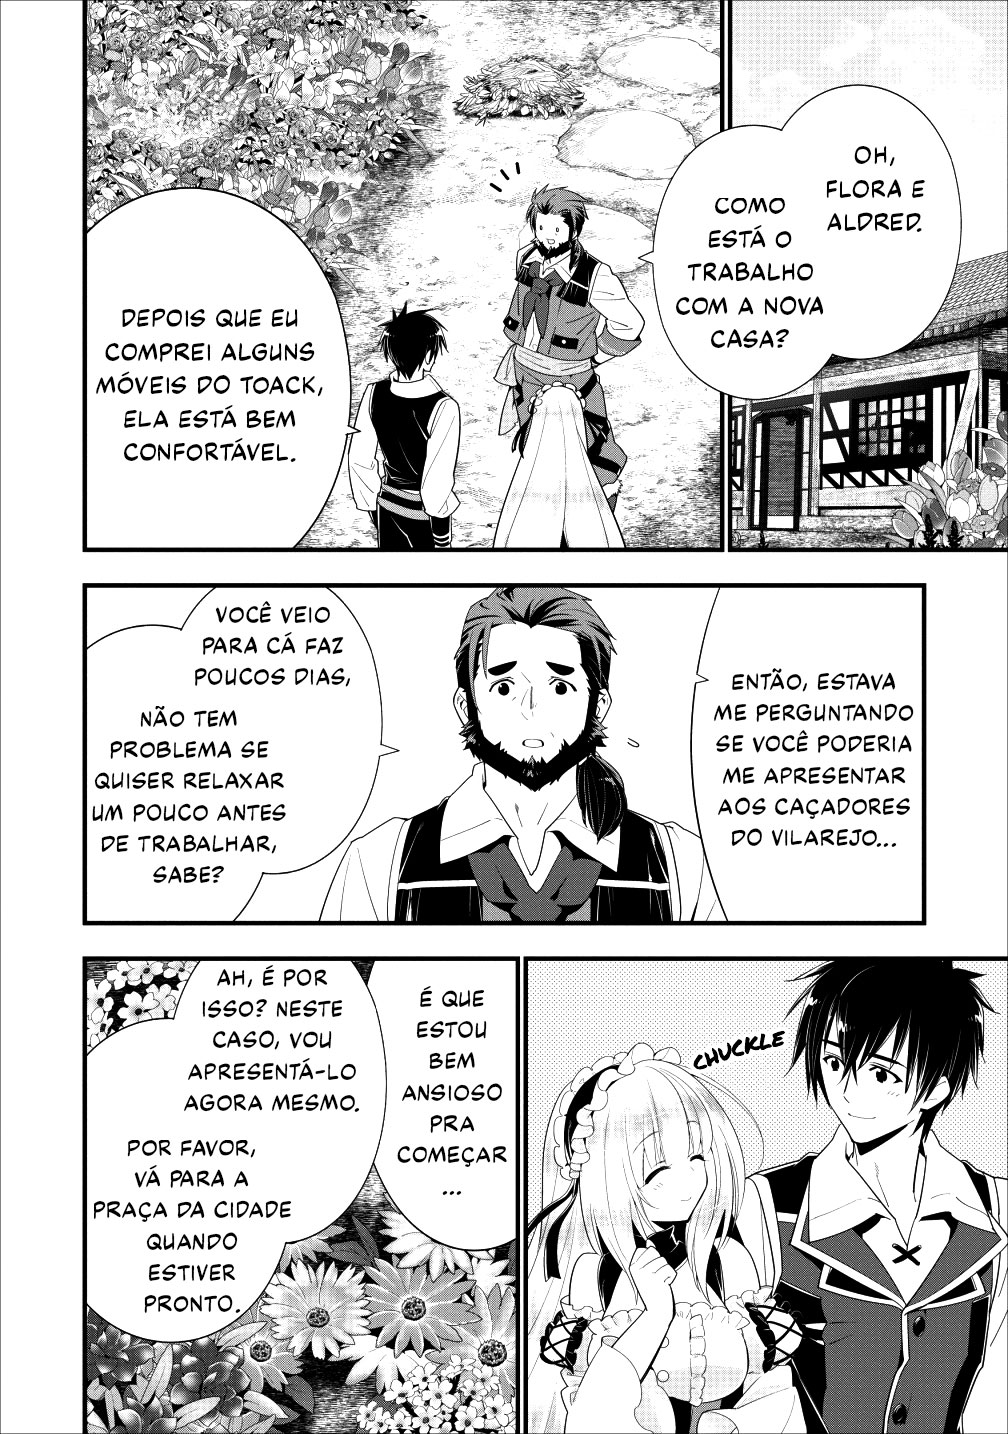 OH,
FLORA E
ALDRED.
COMO
ESTÁ O
TRABALHO
COM A NOVA
CASA?
DEPOIS QUE EU
COMPREI ALGUNS
MÓVEIS DO TOACK,
ELA ESTÁ BEM
CONFORTÁVEL.
ENTÃO, ESTAVA
ME PERGUNTANDO
SE VOCÊ PODERIA
ME APRESENTAR
AOS CAÇADORES
DO VILAREJO...
VOCÊ VEIO
PARA CÁ FAZ
POUCOS DIAS,
NÃO TEM
PROBLEMA SE
QUISER RELAXAR
UM POUCO ANTES
DE TRABALHAR,
SABE?
CHUCKLE
É QUE
ESTOU
BEM
ANSIOSO
PRA
COMEÇAR
...
AH, É POR
ISSO? NESTE
CASO, VOU
APRESENTÁ-LO
AGORA MESMO.
POR FAVOR,
VÁ PARA A
PRAÇA DA CIDADE
QUANDO
ESTIVER
PRONTO.